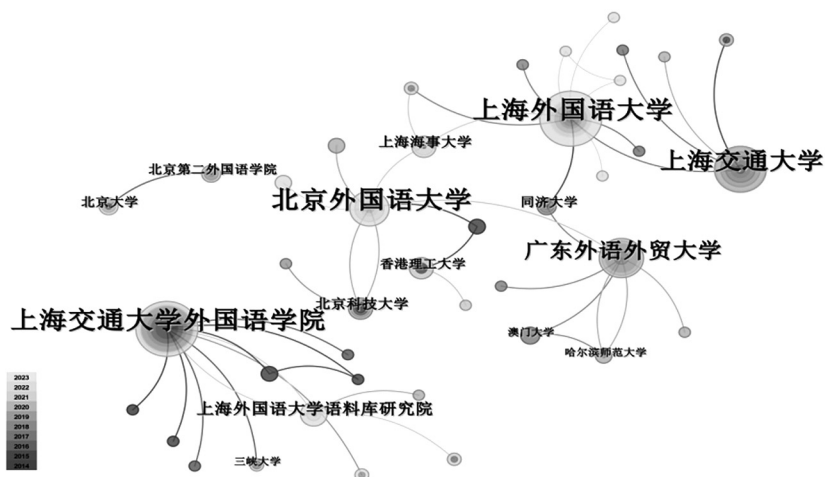 上海外国语大学
上海海事大学
上海交通大学
北京第二外国语学院
北京大学
北京外国语大学
同济大学
广东外语外贸大学
香港理工大学
北京科技大学
上海交通大学外国语学院
澳门大学
哈尔滨师范大学
上海外国语大学语料库研究院
三峡大学
2023
2022
2021
2020
2019
2018
2017
2016
2015
2014